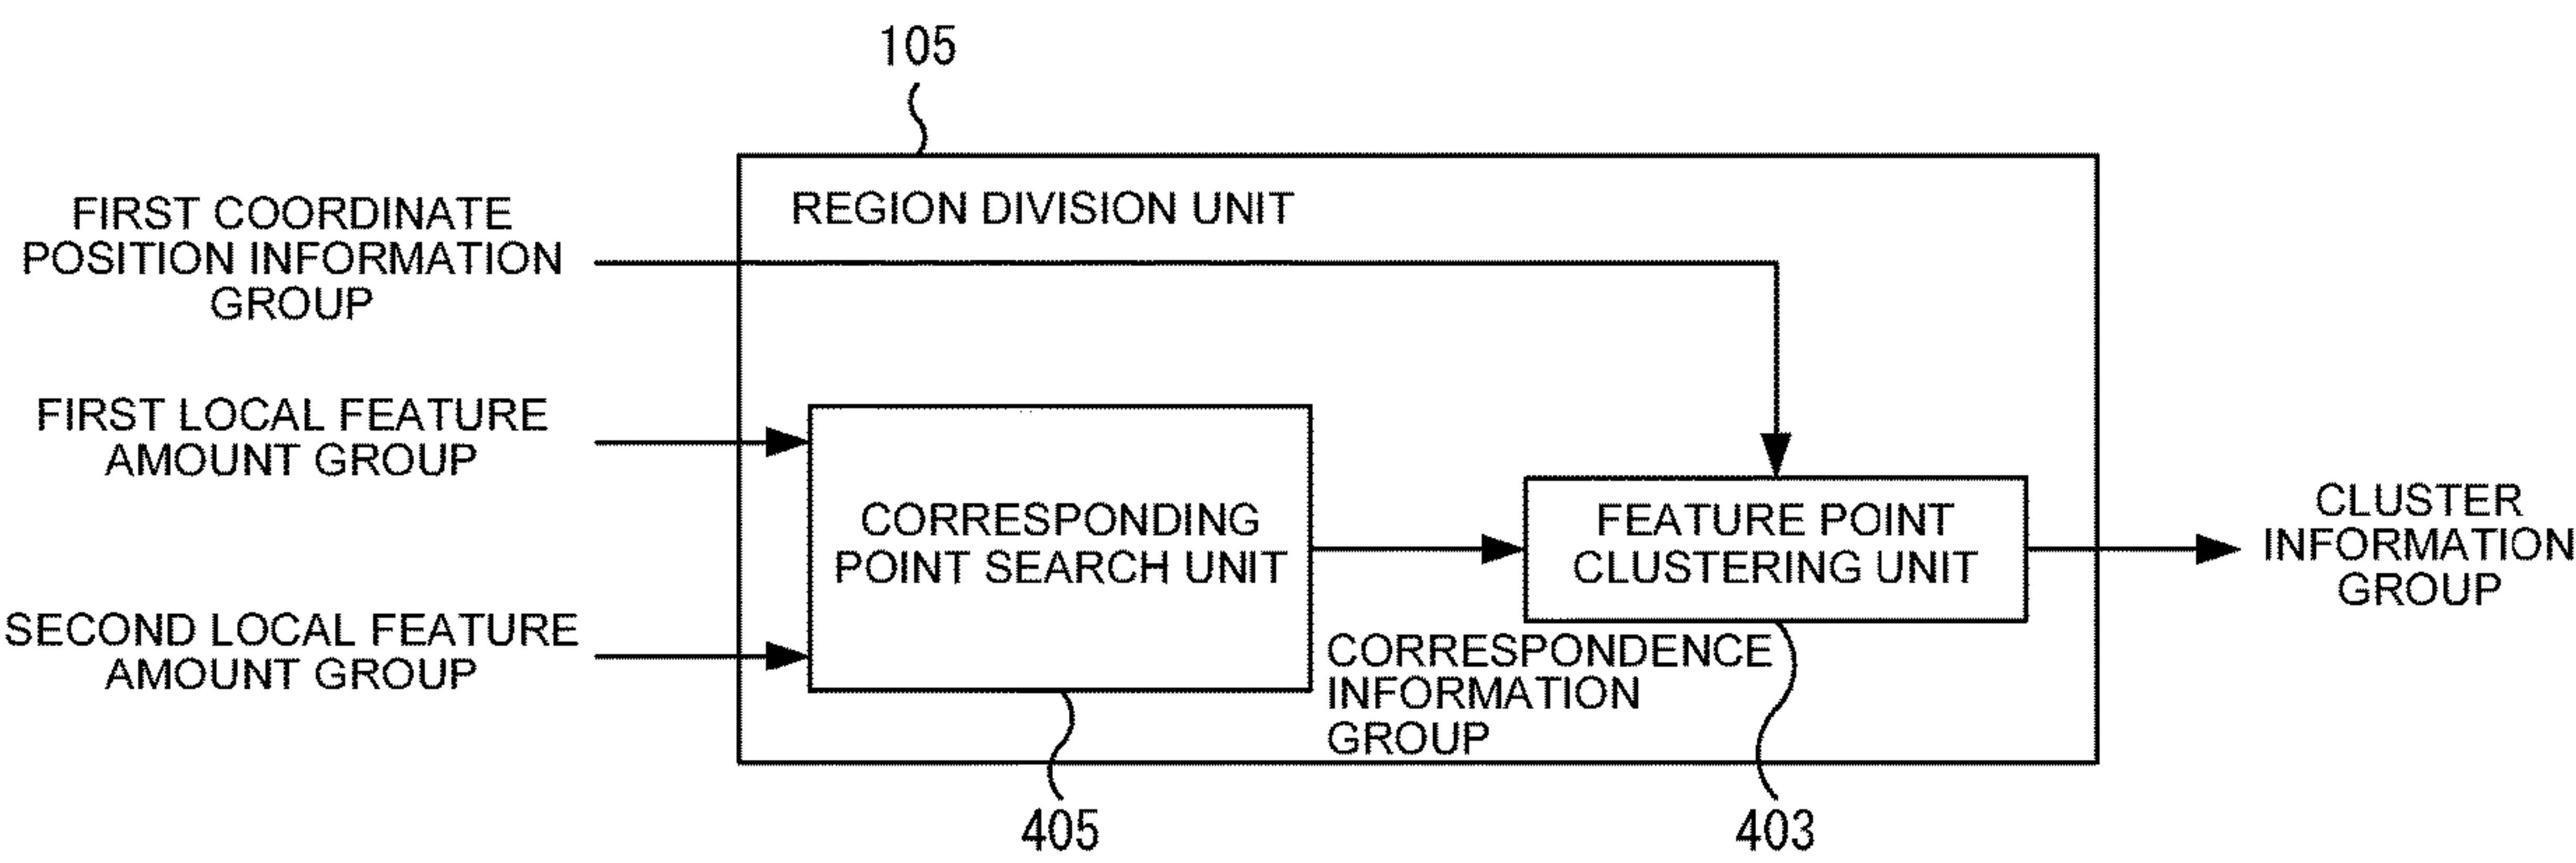 105
REGION DIVISION UNIT
FIRST COORDINATE
POSITION INFORMATION
GROUP
FIRST LOCAL FEATURE
AMOUNT GROUP
SECOND LOCAL FEATURE
AMOUNT GROUP
CORRESPONDING
POINT SEARCH UNIT
FEATURE POINT
CLUSTERING UNIT
CORRESPONDENCE
INFORMATION
GROUP
CLUSTER
INFORMATION
GROUP
405
403